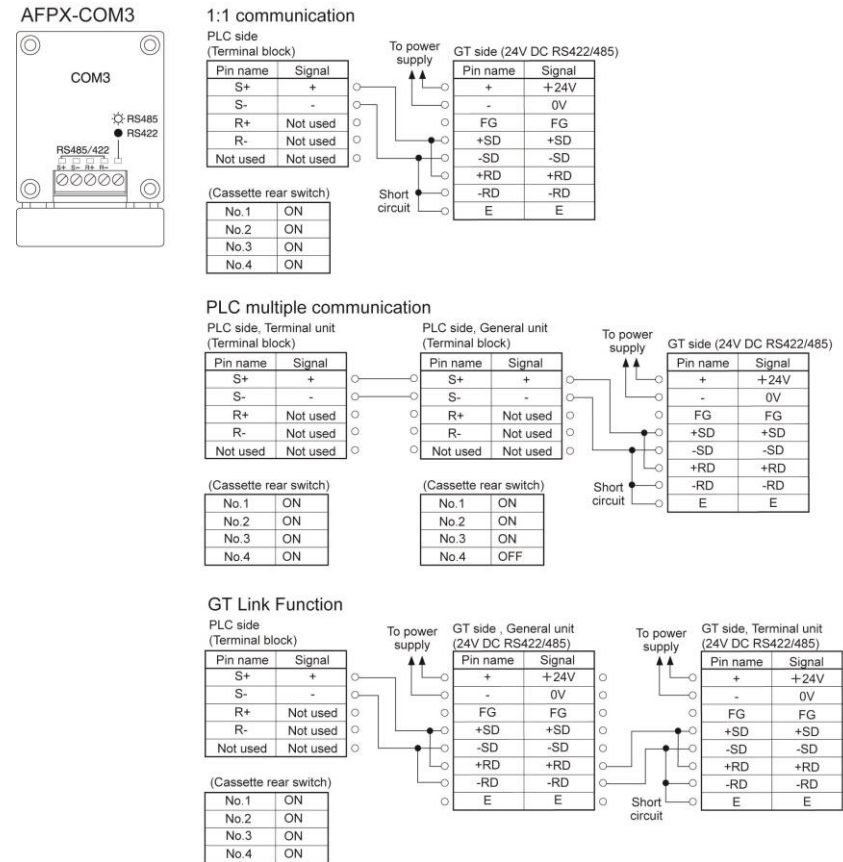 AFPX-COM3
COM3
RS485
RS422
RS485/422
S+ S− R+ R−
1:1 communication
PLC side
(Terminal block)
Pin name Signal
S+ +
S- -
R+ Not used
R- Not used
Not used Not used
(Cassette rear switch)
No.1 ON
No.2 ON
No.3 ON
No.4 ON
To power
supply
GT side (24V DC RS422/485)
Pin name Signal
+ +24V
- 0V
FG FG
+SD +SD
-SD -SD
+RD +RD
-RD -RD
E E
Short
circuit
PLC multiple communication
PLC side, Terminal unit
(Terminal block)
Pin name Signal
S+ +
S- -
R+ Not used
R- Not used
Not used Not used
(Cassette rear switch)
No.1 ON
No.2 ON
No.3 ON
No.4 ON
PLC side, General unit
(Terminal block)
Pin name Signal
S+ +
S- -
R+ Not used
R- Not used
Not used Not used
(Cassette rear switch)
No.1 ON
No.2 ON
No.3 ON
No.4 OFF
To power
supply
GT side (24V DC RS422/485)
Pin name Signal
+ +24V
- 0V
FG FG
+SD +SD
-SD -SD
+RD +RD
-RD -RD
E E
Short
circuit
GT Link Function
PLC side
(Terminal block)
Pin name Signal
S+ +
S- -
R+ Not used
R- Not used
Not used Not used
(Cassette rear switch)
No.1 ON
No.2 ON
No.3 ON
No.4 ON
To power
supply
GT side , General unit
(24V DC RS422/485)
Pin name Signal
+ +24V
- 0V
FG FG
+SD +SD
-SD -SD
+RD +RD
-RD -RD
E E
To power
supply
GT side, Terminal unit
(24V DC RS422/485)
Pin name Signal
+ +24V
- 0V
FG FG
+SD +SD
-SD -SD
+RD +RD
-RD -RD
E E
Short
circuit